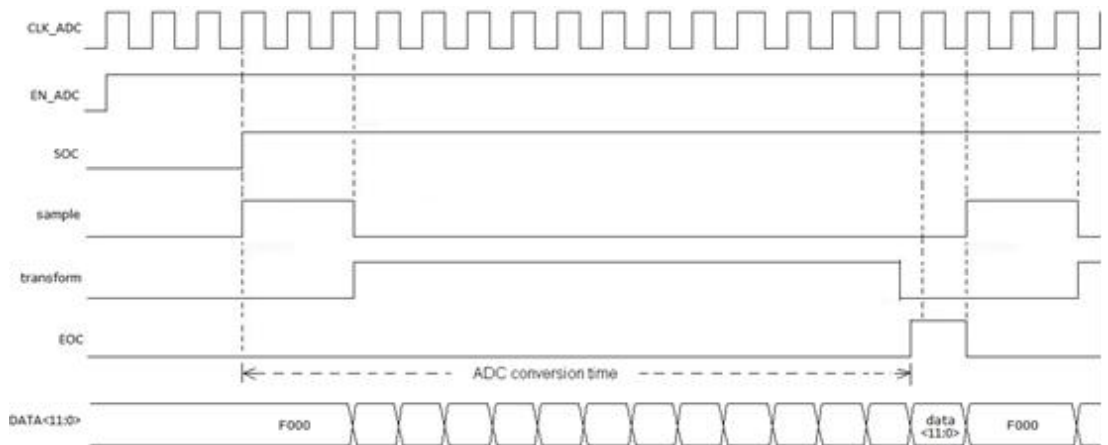 CLK_ADC
EN_ADC
SOC
sample
transform
EOC
ADC conversion time
DATA<11:0>
F000
data
<11:0>
F000